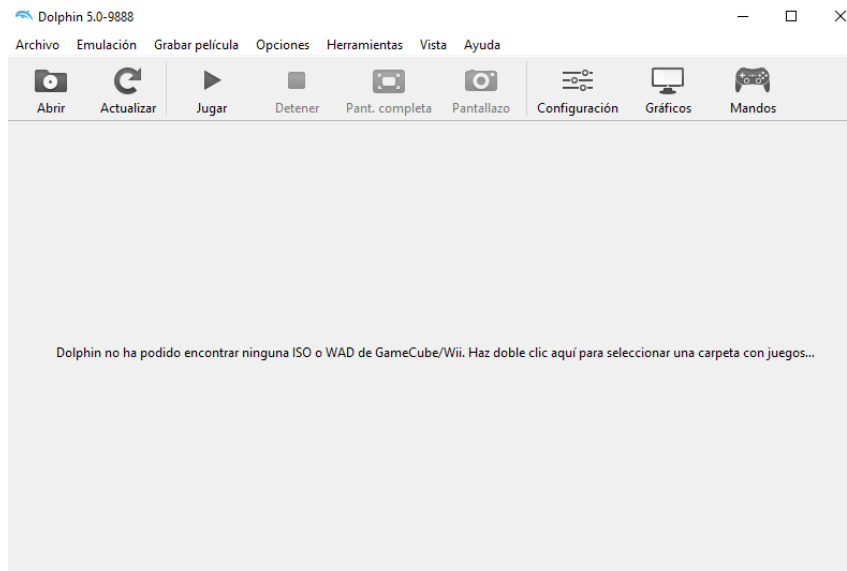 Dolphin 5.0-9888
Archivo Emulación Grabar película Opciones Herramientas Vista Ayuda
Abrir Actualizar Jugar Detener Pant. completa Pantallazo Configuración Gráficos Mandos
Dolphin no ha podido encontrar ninguna ISO o WAD de GameCube/Wii. Haz doble clic aquí para seleccionar una carpeta con juegos...